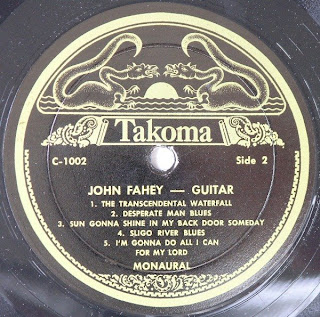 Takoma
C-1002 Side 2
JOHN FAHEY — GUITAR
1. THE TRANSCENDENTAL WATERFALL
2. DESPERATE MAN BLUES
3. SUN GONNA SHINE IN MY BACK DOOR SOMEDAY
4. SLIGO RIVER BLUES
5. I'M GONNA DO ALL I CAN
FOR MY LORD
MONAURAL